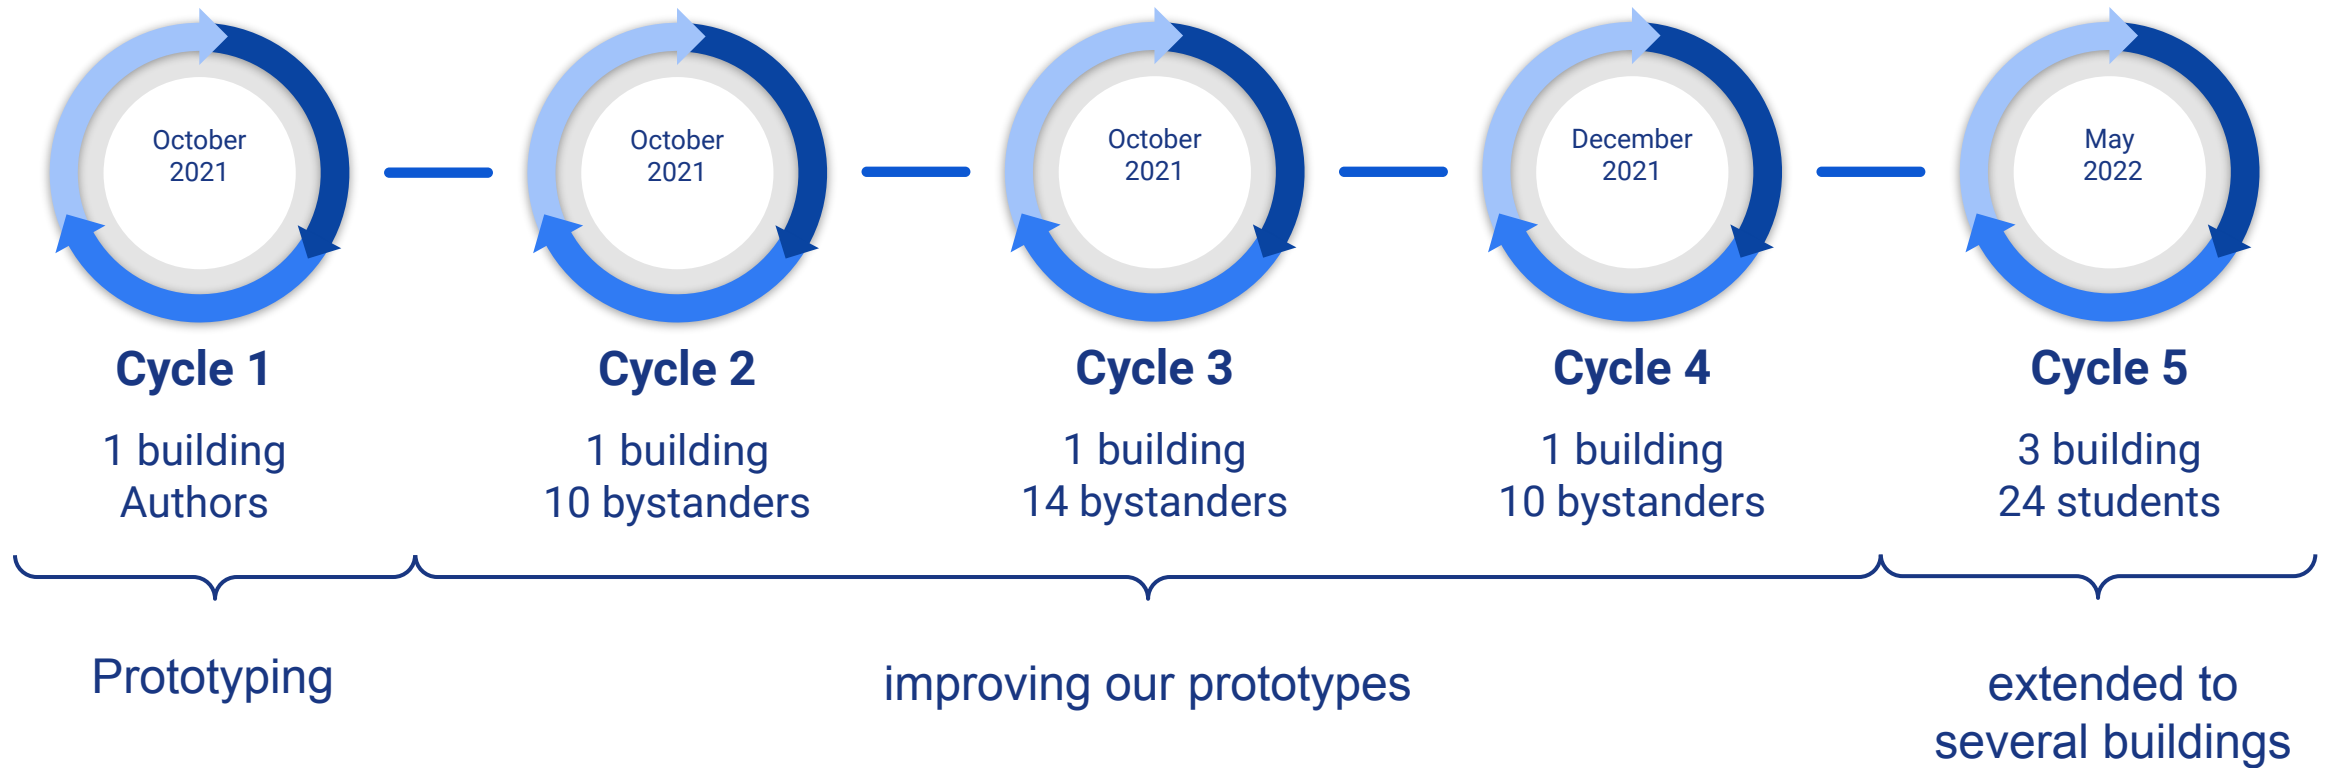 October
2021
October
2021
October
2021
December
2021
May
2022
Cycle 1
Cycle 2
Cycle 3
Cycle 4
Cycle 5
1 building
Authors
1 building
10 bystanders
1 building
14 bystanders
1 building
10 bystanders
3 building
24 students
Prototyping
improving our prototypes
extended to
several buildings